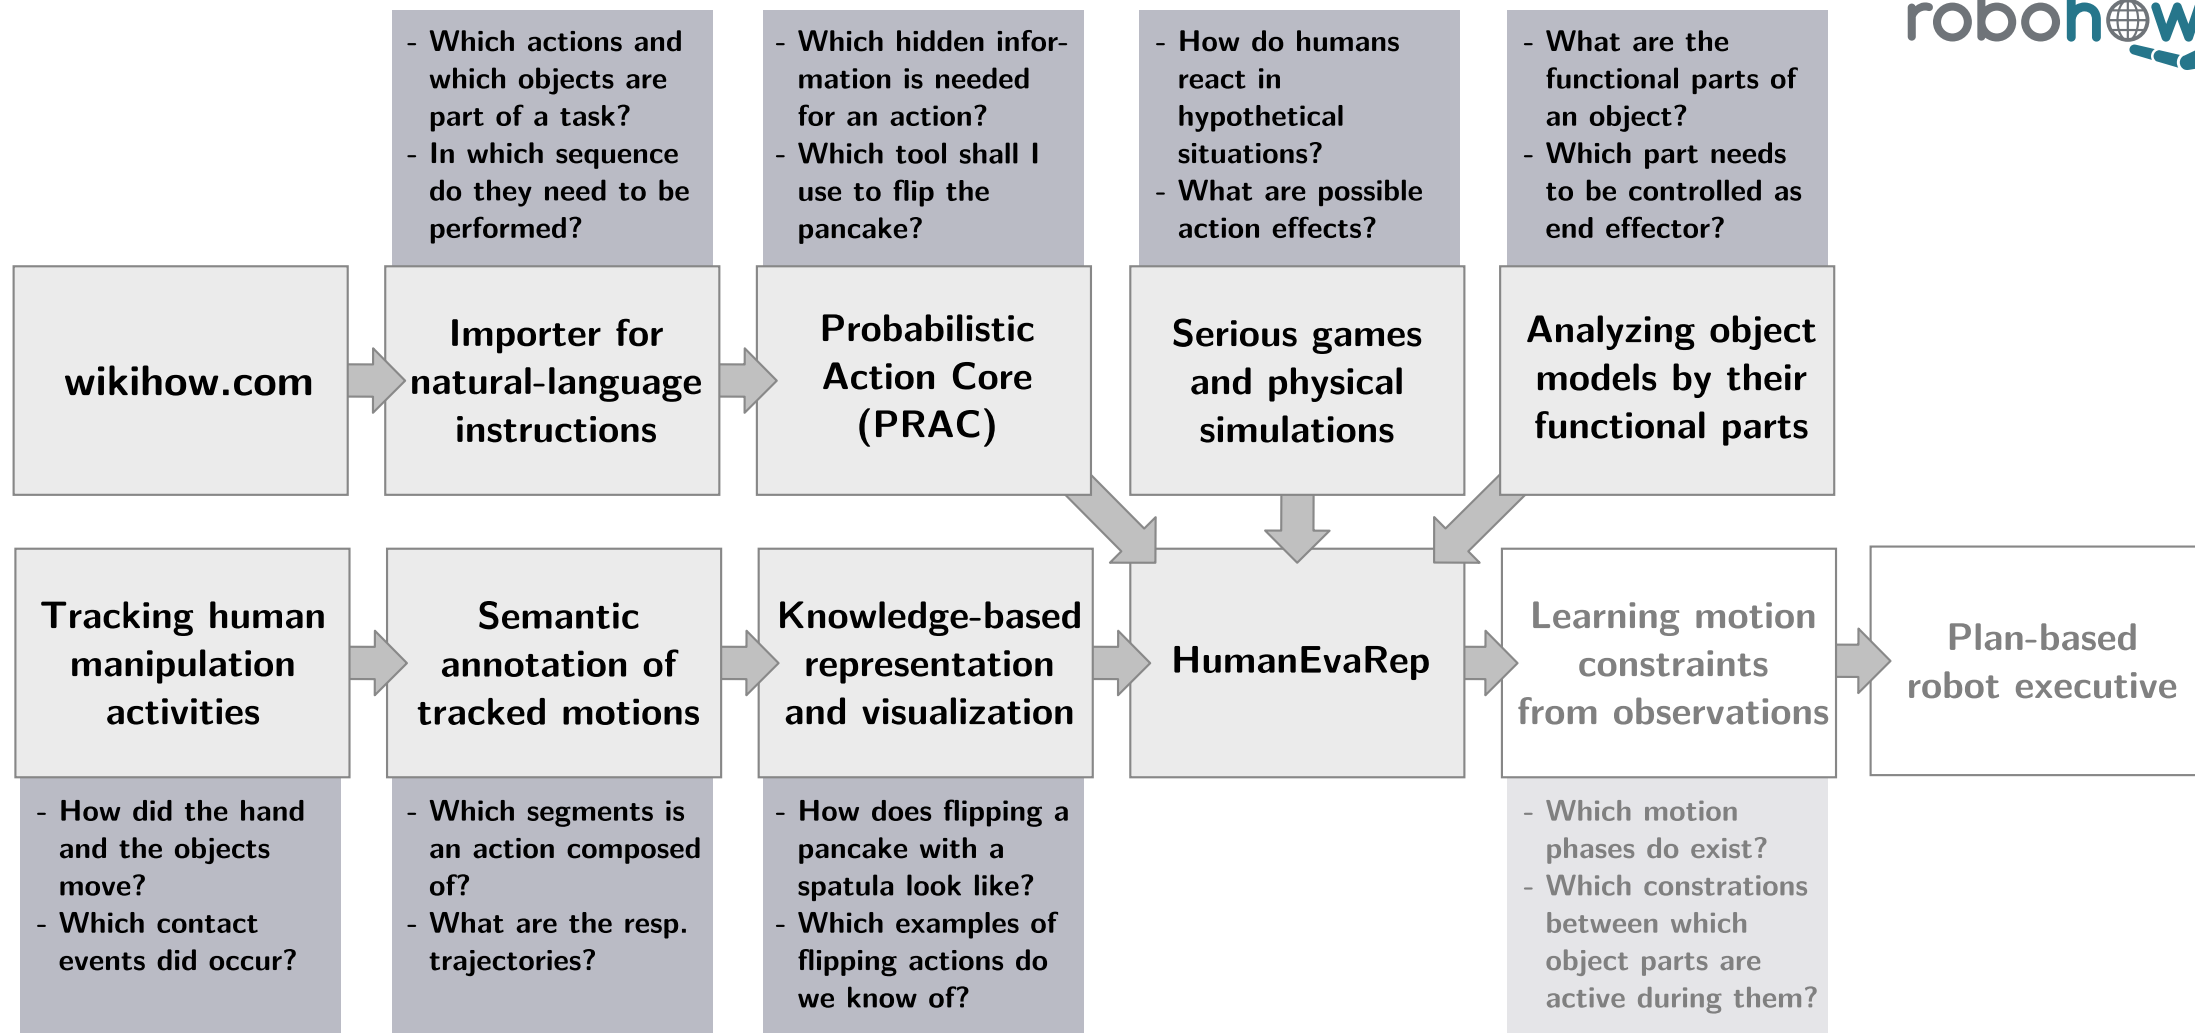 robohow
- Which actions and
which objects are
part of a task?
- In which sequence
do they need to be
performed?
- Which hidden infor-
mation is needed
for an action?
- Which tool shall I
use to flip the
pancake?
- How do humans
react in
hypothetical
situations?
- What are possible
action effects?
- What are the
functional parts of
an object?
- Which part needs
to be controlled as
end effector?
wikihow.com
Importer for
natural-language
instructions
Probabilistic
Action Core
(PRAC)
Serious games
and physical
simulations
Analyzing object
models by their
functional parts
Tracking human
manipulation
activities
Semantic
annotation of
tracked motions
Knowledge-based
representation
and visualization
HumanEvaRep
Learning motion
constraints
from observations
Plan-based
robot executive
- How did the hand
and the objects
move?
- Which contact
events did occur?
- Which segments is
an action composed
of?
- What are the resp.
trajectories?
- How does flipping a
pancake with a
spatula look like?
- Which examples of
flipping actions do
we know of?
- Which motion
phases do exist?
- Which constrations
between which
object parts are
active during them?